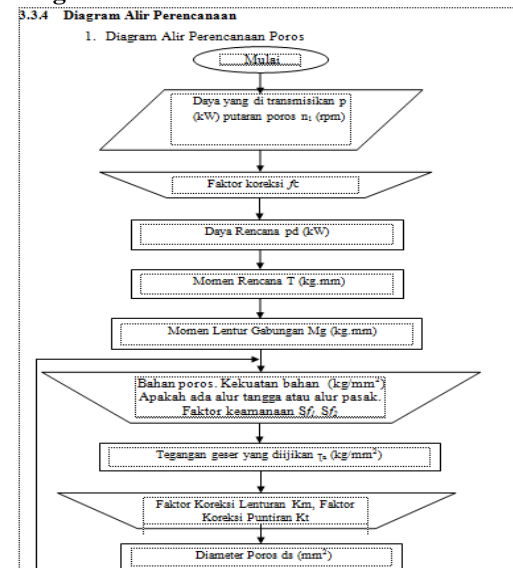 3.3.4 Diagram Alir Perencanaan
1. Diagram Alir Perencanaan Poros
Mulai
Daya yang di transmisikan p
(kW) putaran poros n₁ (rpm)
Faktor koreksi fc
Daya Rencana pd (kW)
Momen Rencana T (kg.mm)
Momen Lentur Gabungan Mg (kg.mm)
Bahan poros. Kekuatan bahan (kg/mm²)
Apakah ada alur tangga atau alur pasak.
Faktor keamanaan Sf₁ Sf₂
Tegangan geser yang diijikan τₐ (kg/mm²)
Faktor Koreksi Lenturan Km, Faktor
Koreksi Puntiran Kt
Diameter Poros ds (mm²)